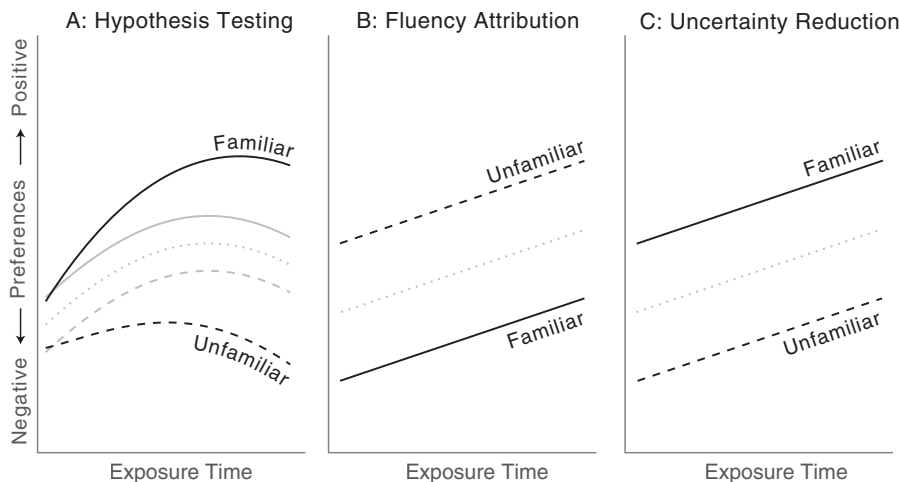 A: Hypothesis Testing
B: Fluency Attribution
C: Uncertainty Reduction
Negative
Preferences
Positive
Familiar
Unfamiliar
Exposure Time
Unfamiliar
Familiar
Exposure Time
Familiar
Unfamiliar
Exposure Time